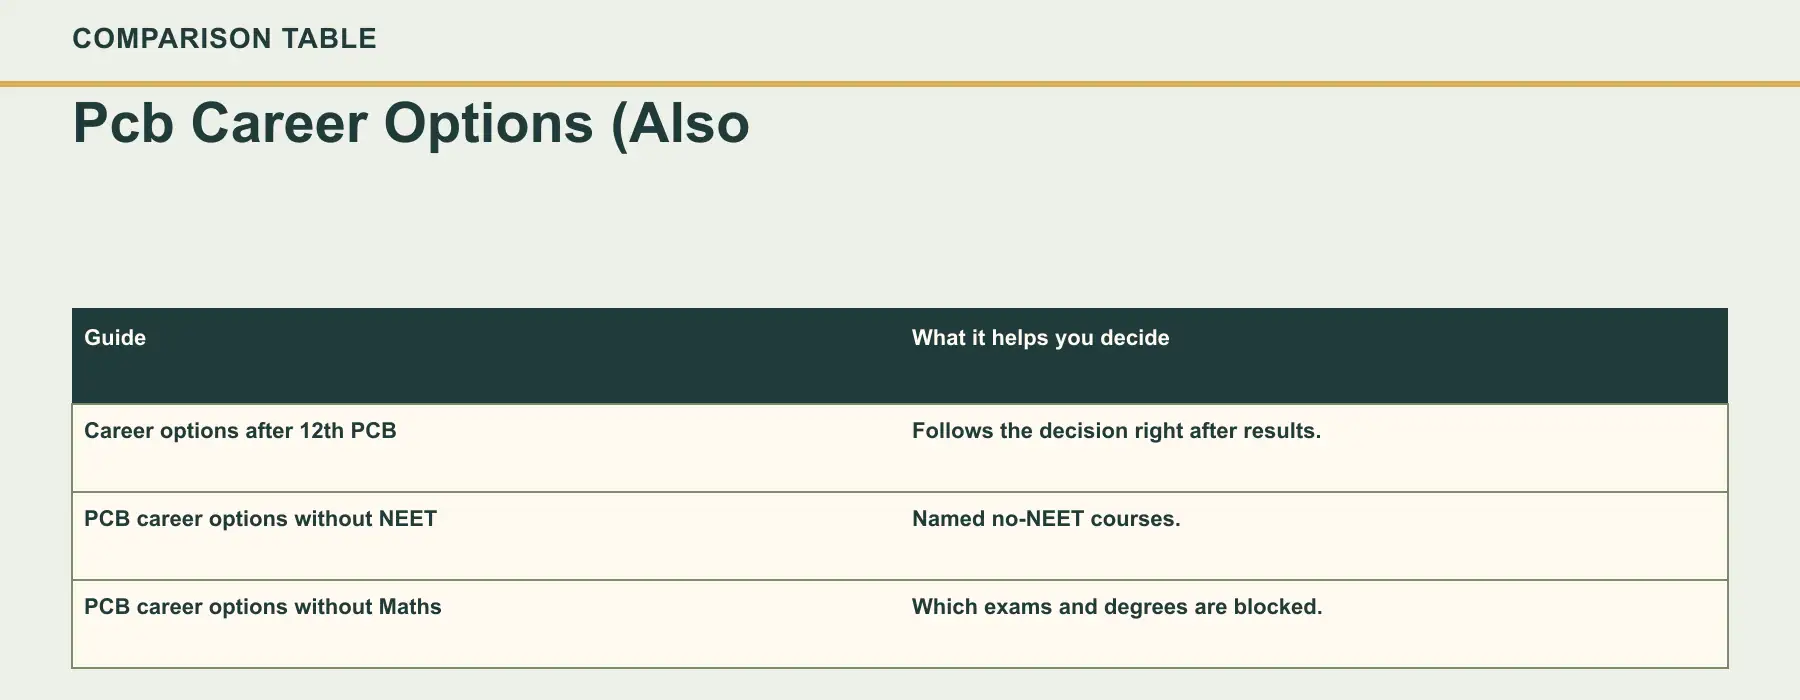 COMPARISON TABLE
Pcb Career Options (Also
Guide What it helps you decide
Career options after 12th PCB Follows the decision right after results.
PCB career options without NEET Named no-NEET courses.
PCB career options without Maths Which exams and degrees are blocked.